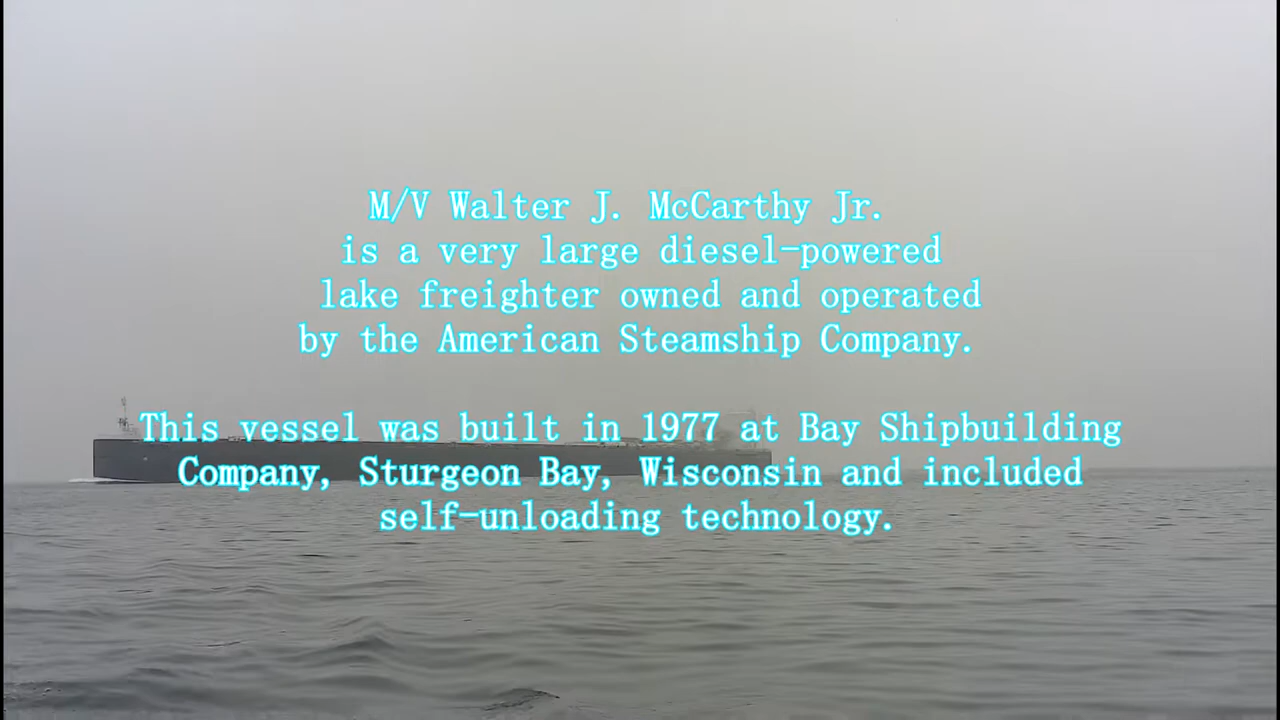 M/V Walter J. McCarthy Jr.
is a very large diesel-powered
lake freighter owned and operated
by the American Steamship Company.
This vessel was built in 1977 at Bay Shipbuilding
Company, Sturgeon Bay, Wisconsin and included
self-unloading technology.